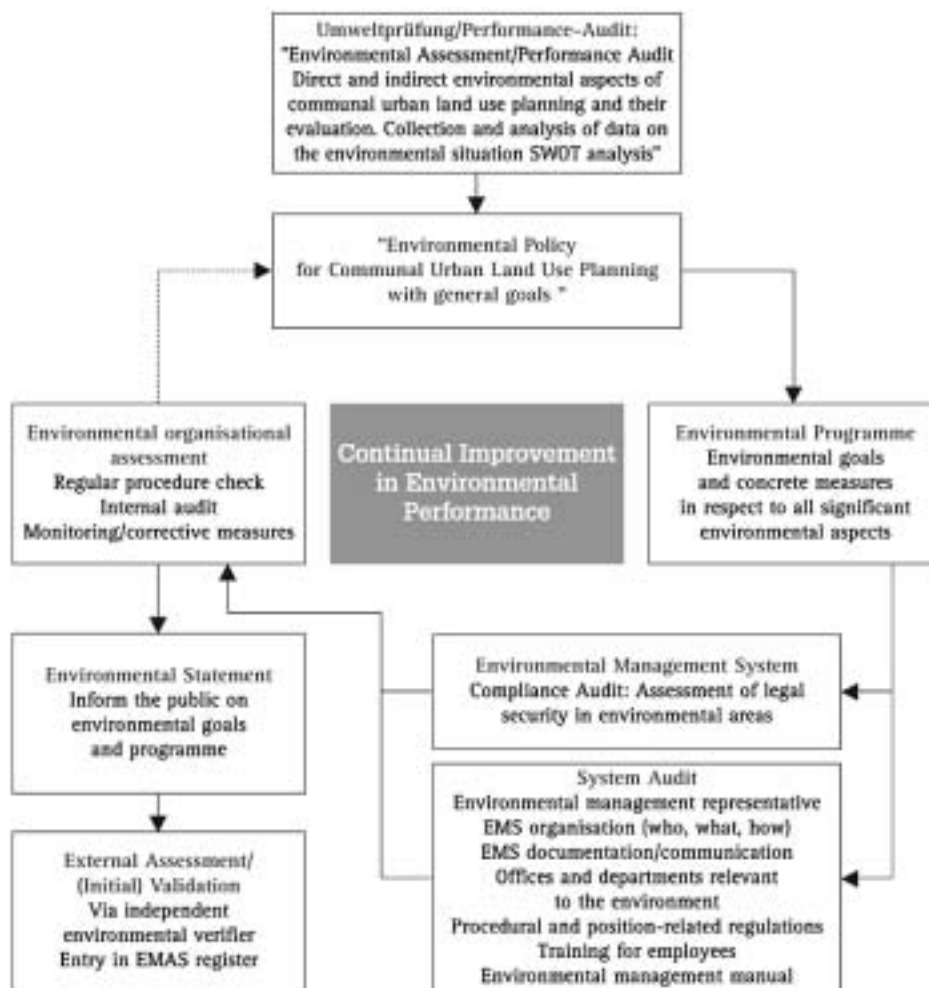 Umweltprüfung/Performance-Audit:
"Environmental Assessment/Performance Audit
Direct and indirect environmental aspects of
communal urban land use planning and their
evaluation. Collection and analysis of data on
the environmental situation SWOT analysis"
"Environmental Policy
for Communal Urban Land Use Planning
with general goals "
Environmental organisational
assessment
Regular procedure check
Internal audit
Monitoring/corrective measures
Continual Improvement
in Environmental
Performance
Environmental Programme
Environmental goals
and concrete measures
in respect to all significant
environmental aspects
Environmental Statement
Inform the public on
environmental goals
and programme
Environmental Management System
Compliance Audit: Assessment of legal
security in environmental areas
External Assessment/
(Initial) Validation
Via independent
environmental verifier
Entry in EMAS register
System Audit
Environmental management representative
EMS organisation (who, what, how)
EMS documentation/communication
Offices and departments relevant
to the environment
Procedural and position-related regulations
Training for employees
Environmental management manual